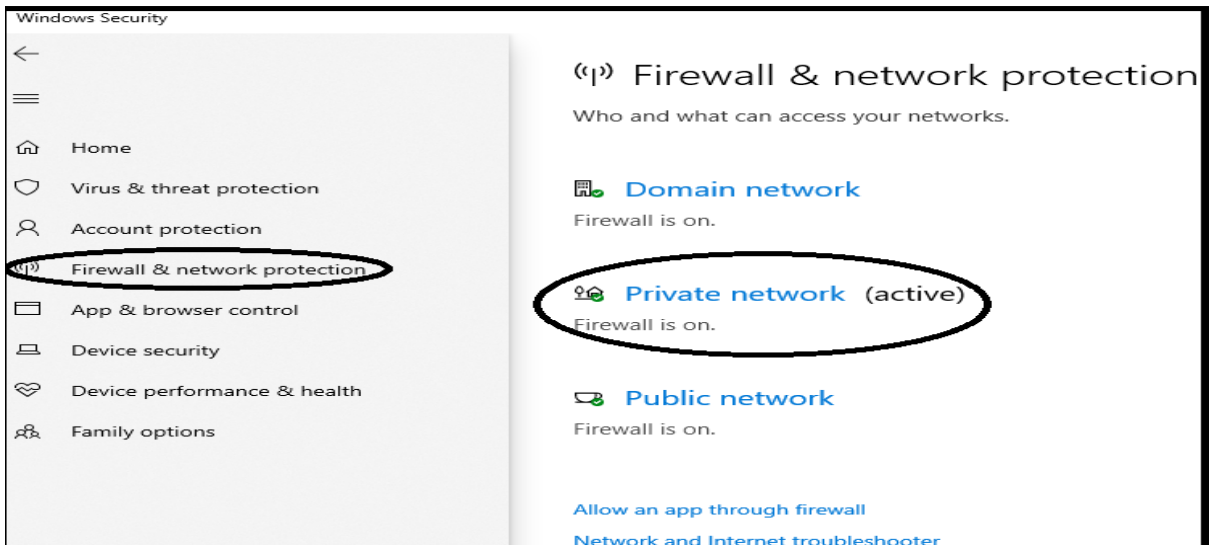 Windows Security
Home
Virus & threat protection
Account protection
Firewall & network protection
App & browser control
Device security
Device performance & health
Family options
Firewall & network protection
Who and what can access your networks.
Domain network
Firewall is on.
Private network (active)
Firewall is on.
Public network
Firewall is on.
Allow an app through firewall
Network and Internet troubleshooter